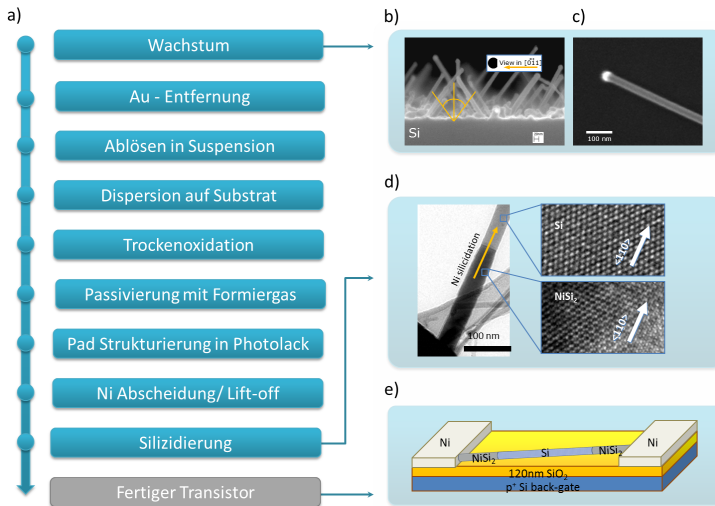 a)
Wachstum
Au - Entfernung
Ablösen in Suspension
Dispersion auf Substrat
Trockenoxidation
Passivierung mit Formiergas
Pad Strukturierung in Photolack
Ni Abscheidung/ Lift-off
Silizidierung
Fertiger Transistor
b)
View in [0̅11]
Si
c)
100 nm
d)
Ni silicidation
100 nm
Si
<110>
NiSi2
<110>
e)
Ni
NiSi2
Si
NiSi2
Ni
120nm SiO2
p+ Si back-gate